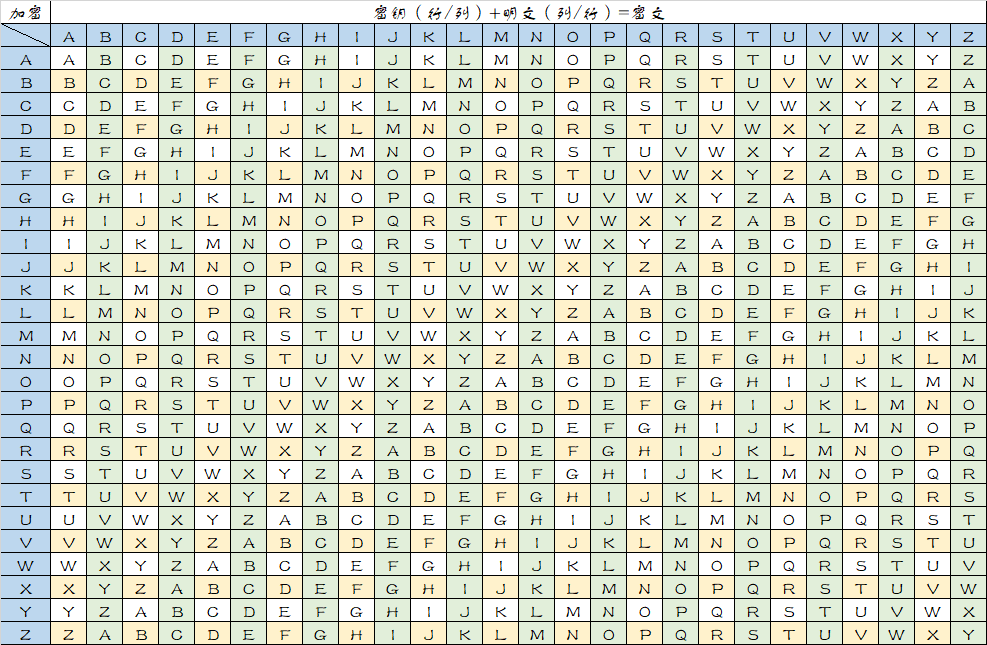 加密 密钥（行/列）+明文（列/行）=密文
A B C D E F G H I J K L M N O P Q R S T U V W X Y Z
A A B C D E F G H I J K L M N O P Q R S T U V W X Y Z
B B C D E F G H I J K L M N O P Q R S T U V W X Y Z A
C C D E F G H I J K L M N O P Q R S T U V W X Y Z A B
D D E F G H I J K L M N O P Q R S T U V W X Y Z A B C
E E F G H I J K L M N O P Q R S T U V W X Y Z A B C D
F F G H I J K L M N O P Q R S T U V W X Y Z A B C D E
G G H I J K L M N O P Q R S T U V W X Y Z A B C D E F
H H I J K L M N O P Q R S T U V W X Y Z A B C D E F G
I I J K L M N O P Q R S T U V W X Y Z A B C D E F G H
J J K L M N O P Q R S T U V W X Y Z A B C D E F G H I
K K L M N O P Q R S T U V W X Y Z A B C D E F G H I J
L L M N O P Q R S T U V W X Y Z A B C D E F G H I J K
M M N O P Q R S T U V W X Y Z A B C D E F G H I J K L
N N O P Q R S T U V W X Y Z A B C D E F G H I J K L M
O O P Q R S T U V W X Y Z A B C D E F G H I J K L M N
P P Q R S T U V W X Y Z A B C D E F G H I J K L M N O
Q Q R S T U V W X Y Z A B C D E F G H I J K L M N O P
R R S T U V W X Y Z A B C D E F G H I J K L M N O P Q
S S T U V W X Y Z A B C D E F G H I J K L M N O P Q R
T T U V W X Y Z A B C D E F G H I J K L M N O P Q R S
U U V W X Y Z A B C D E F G H I J K L M N O P Q R S T
V V W X Y Z A B C D E F G H I J K L M N O P Q R S T U
W W X Y Z A B C D E F G H I J K L M N O P Q R S T U V
X X Y Z A B C D E F G H I J K L M N O P Q R S T U V W
Y Y Z A B C D E F G H I J K L M N O P Q R S T U V W X
Z Z A B C D E F G H I J K L M N O P Q R S T U V W X Y